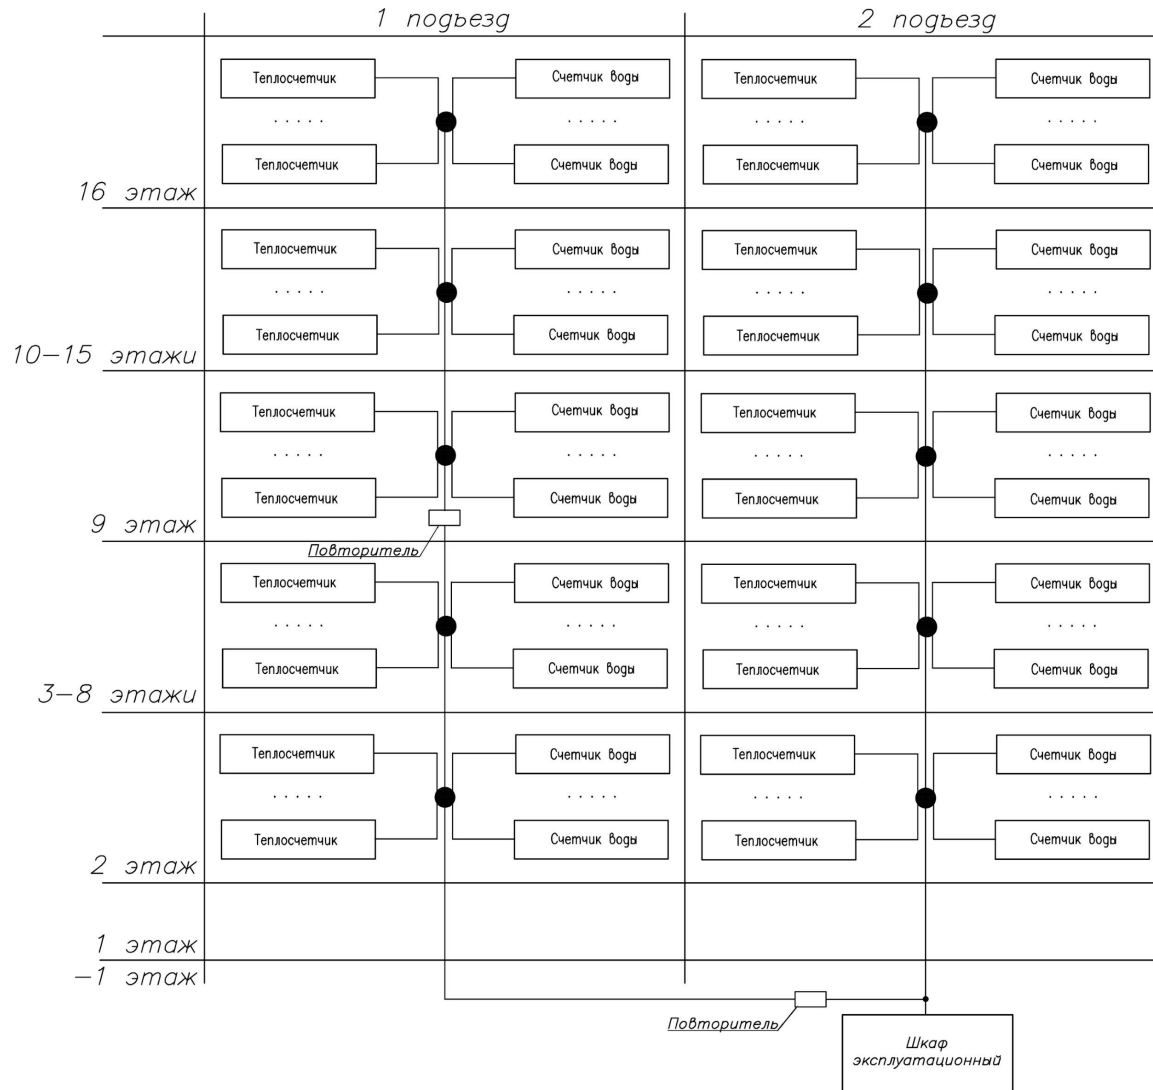 1 подъезд 2 подъезд
Теплосчетчик Счетчик воды Теплосчетчик Счетчик воды
. . . . . . . . . . . . . . . . . . . .
Теплосчетчик Счетчик воды Теплосчетчик Счетчик воды
16 этаж
Теплосчетчик Счетчик воды Теплосчетчик Счетчик воды
. . . . . . . . . . . . . . . . . . . .
Теплосчетчик Счетчик воды Теплосчетчик Счетчик воды
10-15 этажи
Теплосчетчик Счетчик воды Теплосчетчик Счетчик воды
. . . . . . . . . . . . . . . . . . . .
Теплосчетчик Счетчик воды Теплосчетчик Счетчик воды
9 этаж
Повторитель
Теплосчетчик Счетчик воды Теплосчетчик Счетчик воды
. . . . . . . . . . . . . . . . . . . .
Теплосчетчик Счетчик воды Теплосчетчик Счетчик воды
3-8 этажи
Теплосчетчик Счетчик воды Теплосчетчик Счетчик воды
. . . . . . . . . . . . . . . . . . . .
Теплосчетчик Счетчик воды Теплосчетчик Счетчик воды
2 этаж
1 этаж
-1 этаж
Повторитель
Шкаф
эксплуатационный